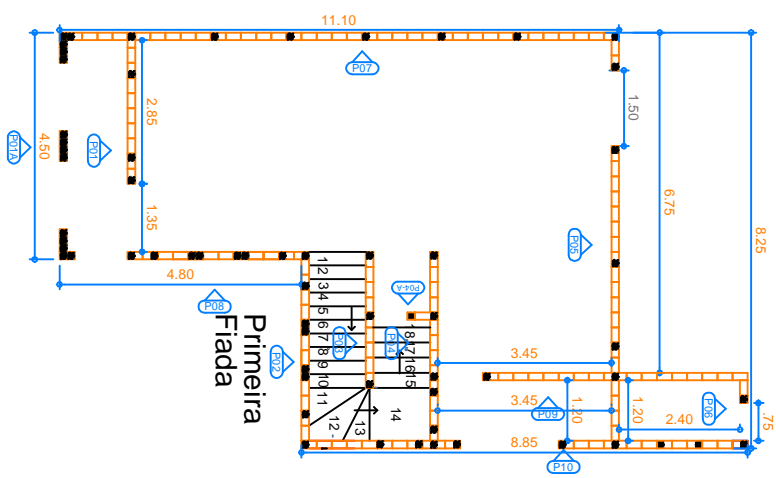 11.10
P07
P01A
4.50
P01
2.85
1.35
1.50
6.75
8.25
P05
4.80
P08
Primeira
Fiada
P02
P03
P04
P04-A
1
2
3
4
5
6
7
8
9
10
11
12 -
13
14
15
16
17
18
3.45
3.45
P09
1.20
1.20
2.40
P06
.75
8.85
P10